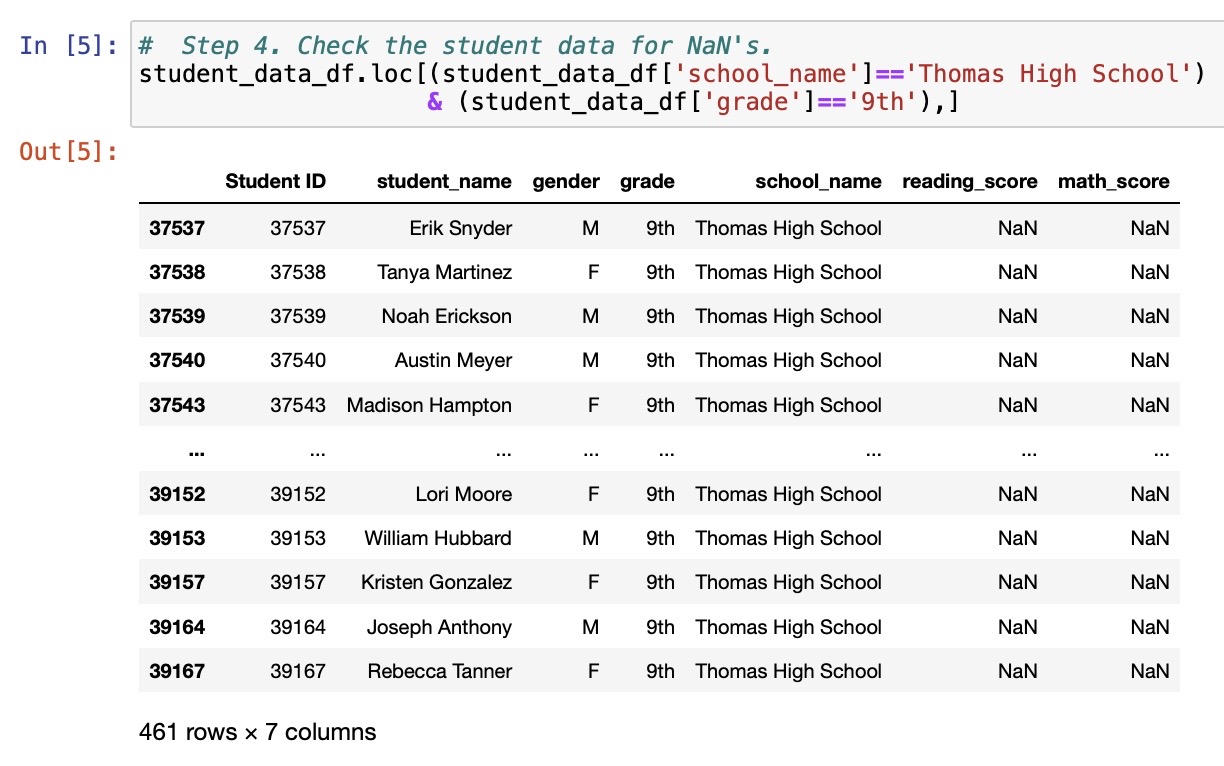 In [5]: #  Step 4. Check the student data for NaN's.
student_data_df.loc[(student_data_df['school_name']=='Thomas High School')
& (student_data_df['grade']=='9th'),]
Out[5]:
Student ID student_name gender grade school_name reading_score math_score
37537 37537 Erik Snyder M 9th Thomas High School NaN NaN
37538 37538 Tanya Martinez F 9th Thomas High School NaN NaN
37539 37539 Noah Erickson M 9th Thomas High School NaN NaN
37540 37540 Austin Meyer M 9th Thomas High School NaN NaN
37543 37543 Madison Hampton F 9th Thomas High School NaN NaN
... ... ... ... ... ... ... ...
39152 39152 Lori Moore F 9th Thomas High School NaN NaN
39153 39153 William Hubbard M 9th Thomas High School NaN NaN
39157 39157 Kristen Gonzalez F 9th Thomas High School NaN NaN
39164 39164 Joseph Anthony M 9th Thomas High School NaN NaN
39167 39167 Rebecca Tanner F 9th Thomas High School NaN NaN
461 rows × 7 columns